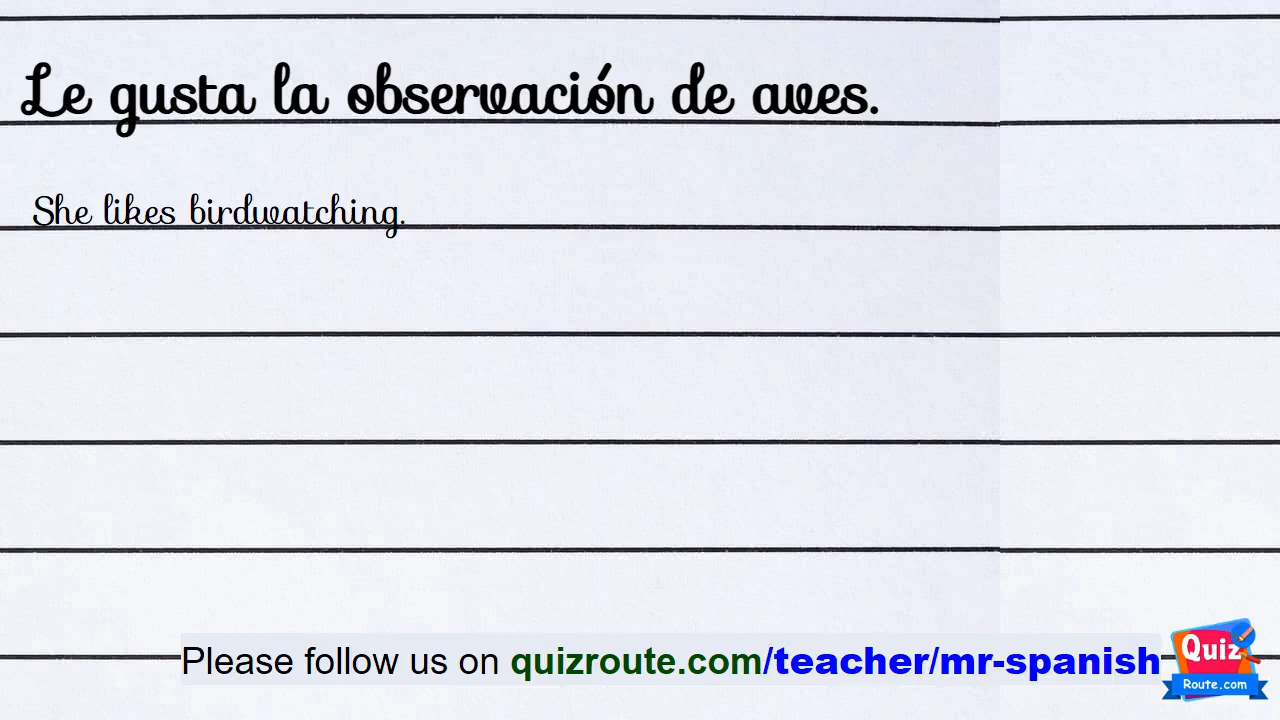 Le gusta la observación de aves.
She likes birdwatching.
Please follow us on quizroute.com/teacher/mr-spanish
Quiz
Route.com